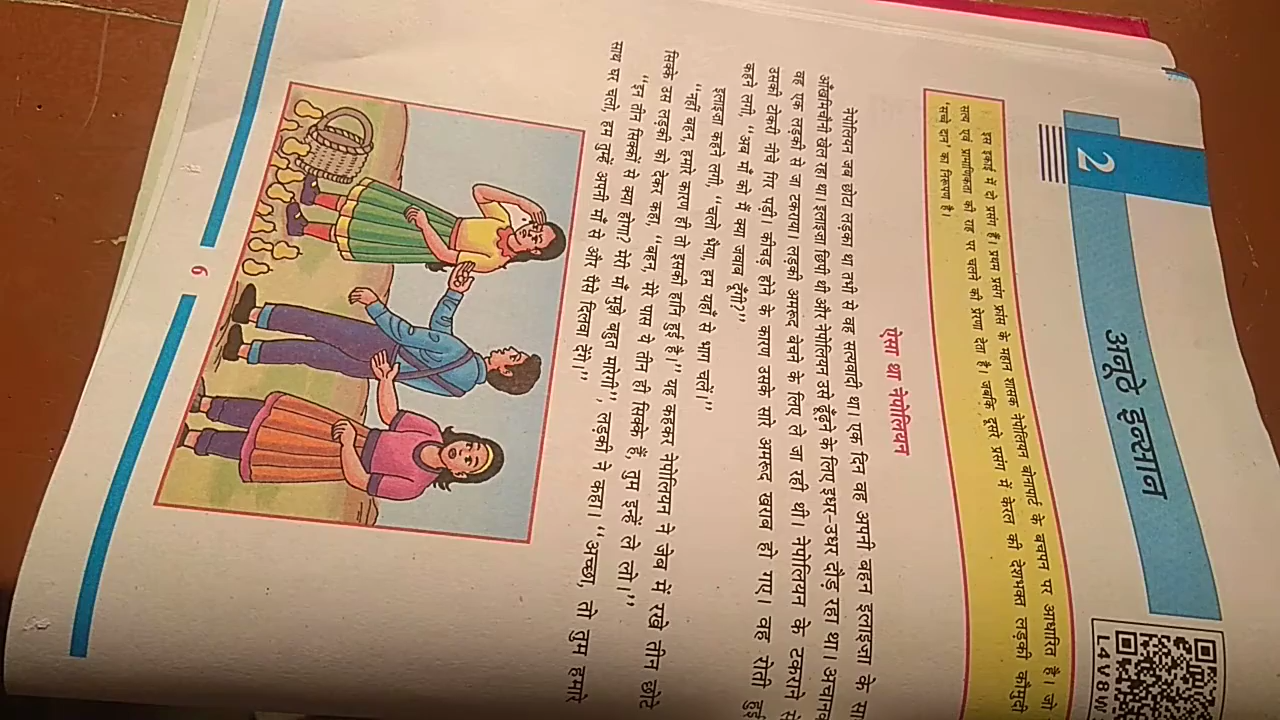 2
अनूठे इन्सान
L4V8W
इस इकाई में दो प्रसंग हैं। प्रथम प्रसंग फ्रांस के महान शासक नेपोलियन बोनापार्ट के बचपन पर आधारित है। जो
सत्य एवं प्रामाणिकता की राह पर चलने की प्रेरणा देता है। जबकि दूसरे प्रसंग में केरल की देशभक्त लड़की कौमुदी
'सच्चे दान' का निरूपण है।
ऐसा था नेपोलियन
नेपोलियन जब छोटा लड़का था तभी से वह सत्यवादी था। एक दिन वह अपनी बहन इलाइजा के
आँखमिचौनी खेल रहा था। इलाइजा छिपी थी और नेपोलियन उसे ढूँढ़ने के लिए इधर-उधर दौड़ रहा था।
वह एक लड़की से जा टकराया। लड़की अमरूद बेचने के लिए ले जा रही थी। नेपोलियन के टकराने से
उसकी टोकरी नीचे गिर पड़ी। कीचड़ होने के कारण उसके सारे अमरूद खराब हो गए। वह रोती हुई
कहने लगी, “अब माँ को मैं क्या जवाब दूँगी?”
इलाइजा कहने लगी, “चलो भैया, हम यहाँ से भाग चलें।”
“नहीं बहन, हमारे कारण ही तो इसकी हानि हुई है।” यह कहकर नेपोलियन ने जेब में रखे तीन छोटे
सिक्के उस लड़की को देकर कहा, “बहन, मेरे पास ये तीन ही सिक्के हैं, तुम इन्हें ले लो।”
“इन तीन सिक्कों से क्या होगा? मेरी माँ मुझे बहुत मारेगी”, लड़की ने कहा। “अच्छा, तो तुम हमारे
साथ घर चलो, हम तुम्हें अपनी माँ से और पैसे दिलवा देंगे।”
6